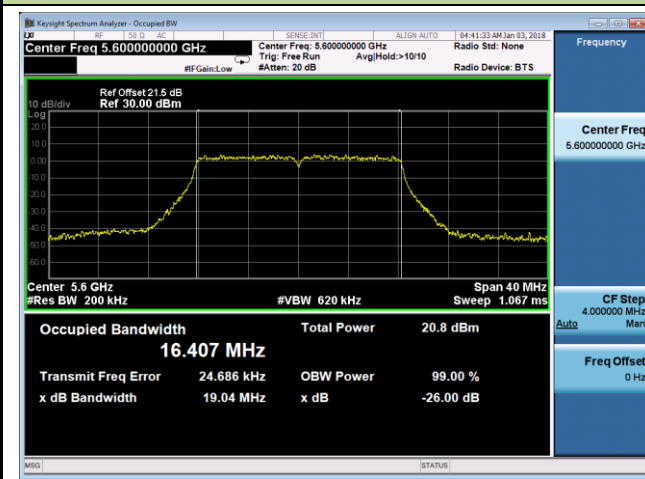 Keysight Spectrum Analyzer - Occupied BW
LXI RF 50 Ω AC SENSE:INT ALIGN AUTO 04:41:33 AM Jan 03, 2018
Center Freq 5.600000000 GHz Center Freq: 5.600000000 GHz Radio Std: None
Trig: Free Run Avg|Hold:>10/10
#IFGain:Low #Atten: 20 dB Radio Device: BTS
Ref Offset 21.5 dB
10 dB/div Ref 30.00 dBm
Log
20.0
10.0
0.00
-10.0
-20.0
-30.0
-40.0
-50.0
-60.0
Center 5.6 GHz Span 40 MHz
#Res BW 200 kHz #VBW 620 kHz Sweep 1.067 ms
Occupied Bandwidth Total Power 20.8 dBm
16.407 MHz
Transmit Freq Error 24.686 kHz OBW Power 99.00 %
x dB Bandwidth 19.04 MHz x dB -26.00 dB
MSG STATUS
Frequency
Center Freq
5.600000000 GHz
CF Step
4.000000 MHz
Auto Man
Freq Offset
0 Hz